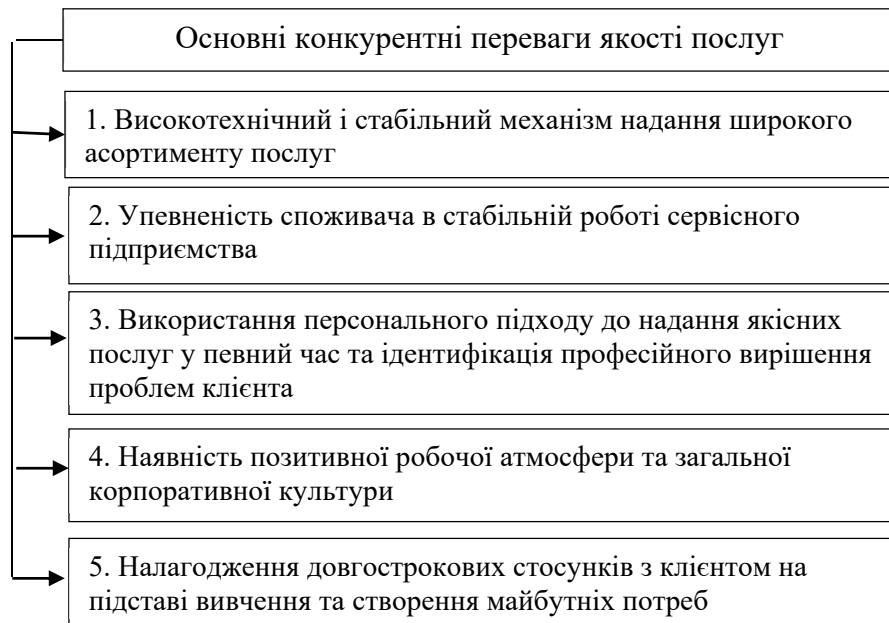 Основні конкурентні переваги якості послуг
1. Високотехнічний і стабільний механізм надання широкого
асортименту послуг
2. Упевненість споживача в стабільній роботі сервісного
підприємства
3. Використання персонального підходу до надання якісних
послуг у певний час та ідентифікація професійного вирішення
проблем клієнта
4. Наявність позитивної робочої атмосфери та загальної
корпоративної культури
5. Налагодження довгострокових стосунків з клієнтом на
підставі вивчення та створення майбутніх потреб